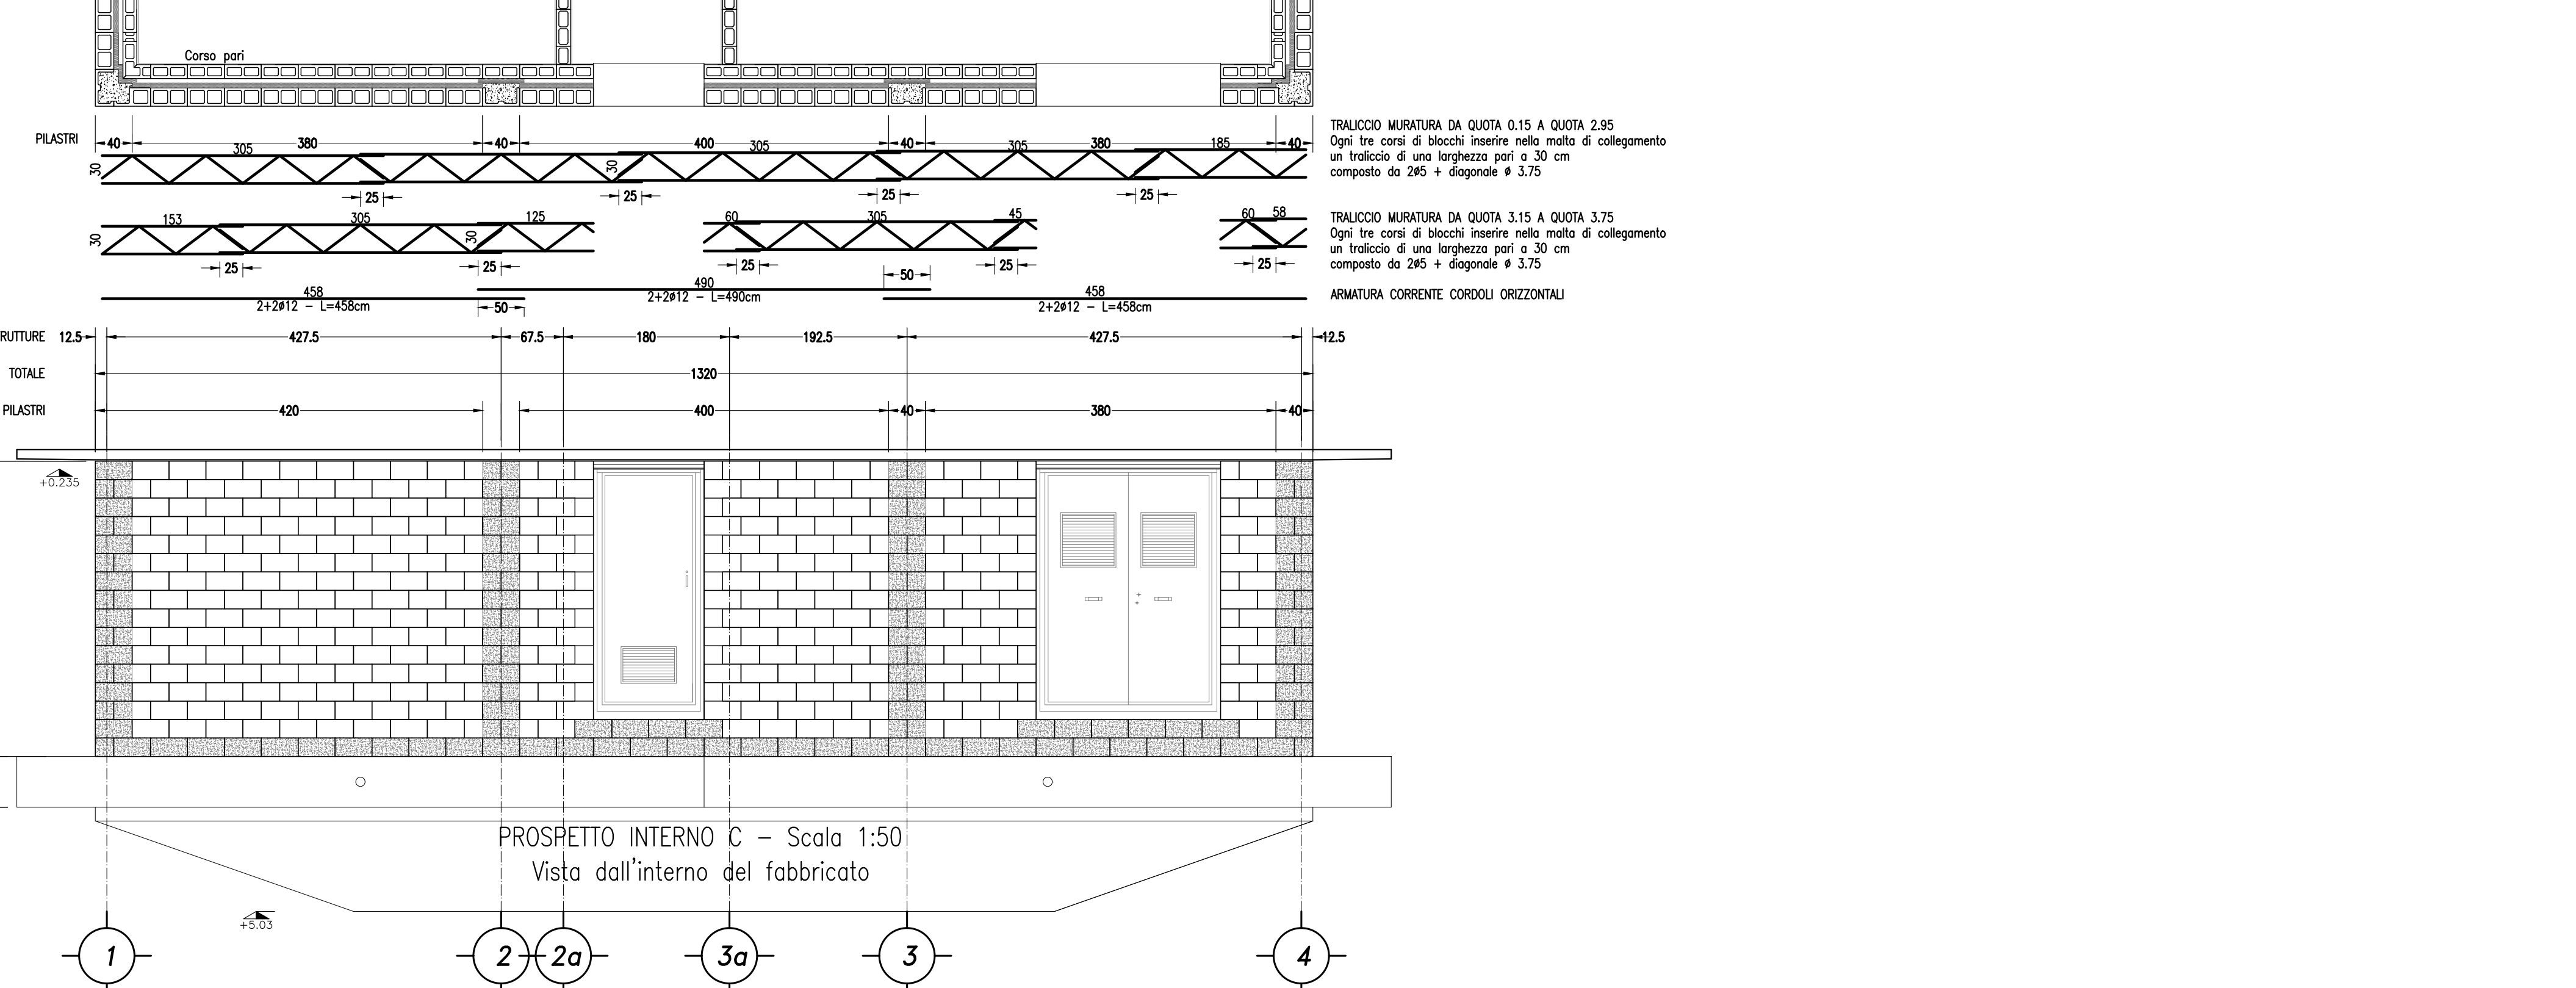 Corso pari
PILASTRI
40 380 40 400 40 380 40
305 305 305 185
30 30
25 25 25 25
TRALICCIO MURATURA DA QUOTA 0.15 A QUOTA 2.95
Ogni tre corsi di blocchi inserire nella malta di collegamento
un traliccio di una larghezza pari a 30 cm
composto da 2ø5 + diagonale ø 3.75
153 305 125 60 305 45 60 58
30 30
25 25 25 25 25
TRALICCIO MURATURA DA QUOTA 3.15 A QUOTA 3.75
Ogni tre corsi di blocchi inserire nella malta di collegamento
un traliccio di una larghezza pari a 30 cm
composto da 2ø5 + diagonale ø 3.75
50
458 490 458
2+2ø12 - L=458cm 2+2ø12 - L=490cm 2+2ø12 - L=458cm
50
ARMATURA CORRENTE CORDOLI ORIZZONTALI
RUTTURE 12.5 427.5 67.5 180 192.5 427.5 12.5
TOTALE 1320
PILASTRI 420 400 40 380 40
+0.235
PROSPETTO INTERNO C - Scala 1:50
Vista dall'interno del fabbricato
+5.03
1 2 2a 3a 3 4